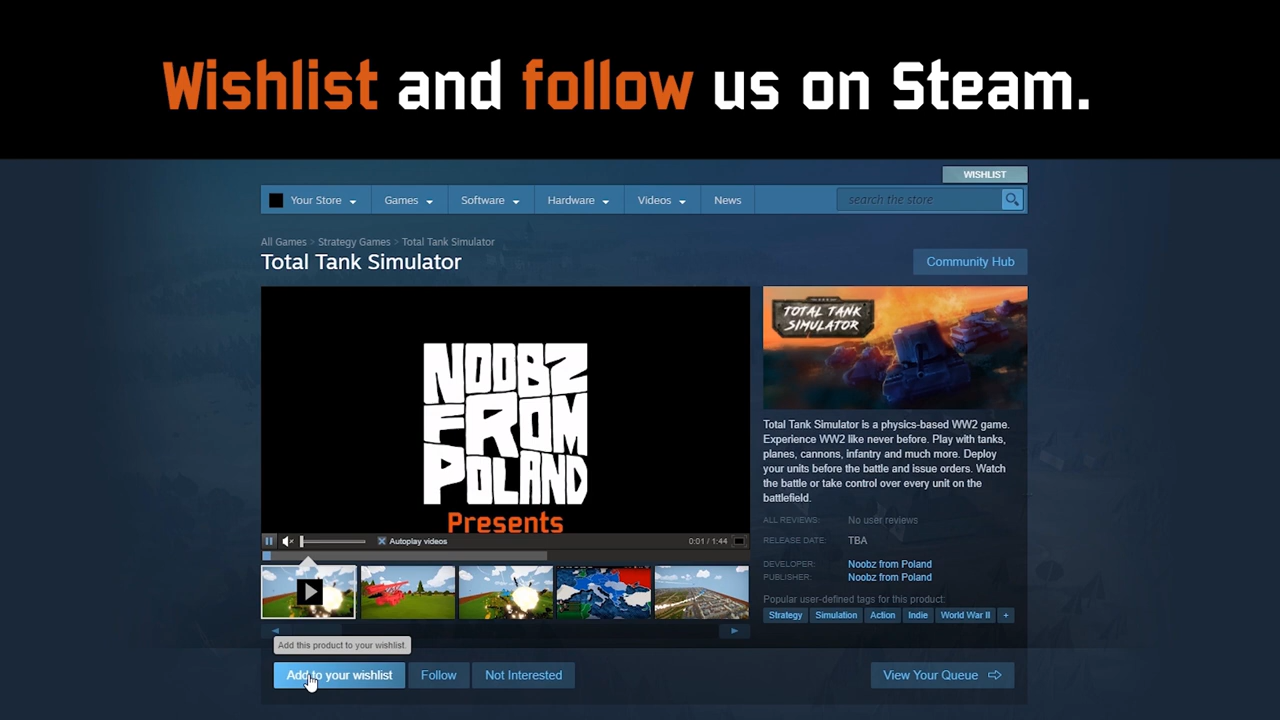 Wishlist and follow us on Steam.
WISHLIST
Your Store Games Software Hardware Videos News search the store
All Games > Strategy Games > Total Tank Simulator
Total Tank Simulator
Community Hub
NOOBZ
FROM
POLAND
Presents
TOTAL TANK
SIMULATOR
Total Tank Simulator is a physics-based WW2 game.
Experience WW2 like never before. Play with tanks,
planes, cannons, infantry and much more. Deploy
your units before the battle and issue orders. Watch
the battle or take control over every unit on the
battlefield.
ALL REVIEWS: No user reviews
RELEASE DATE: TBA
DEVELOPER: Noobz from Poland
PUBLISHER: Noobz from Poland
Popular user-defined tags for this product:
Strategy Simulation Action Indie World War II +
Autoplay videos 0:01 / 1:44
Add this product to your wishlist.
Add to your wishlist Follow Not Interested View Your Queue